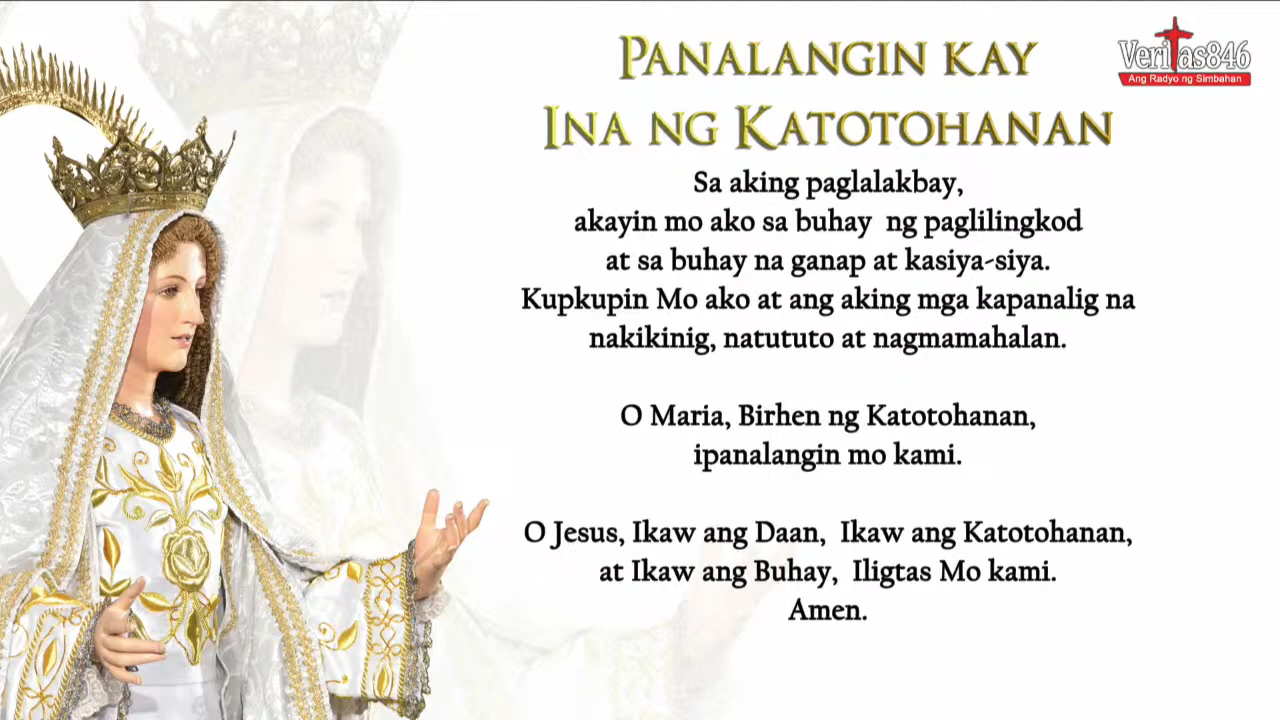 PANALANGIN KAY
INA NG KATOTOHANAN
Veritas846
Ang Radyo ng Simbahan
Sa aking paglalakbay,
akayin mo ako sa buhay ng paglilingkod
at sa buhay na ganap at kasiya-siya.
Kupkupin Mo ako at ang aking mga kapanalig na
nakikinig, natututo at nagmamahalan.
O Maria, Birhen ng Katotohanan,
ipanalangin mo kami.
O Jesus, Ikaw ang Daan, Ikaw ang Katotohanan,
at Ikaw ang Buhay, Iligtas Mo kami.
Amen.